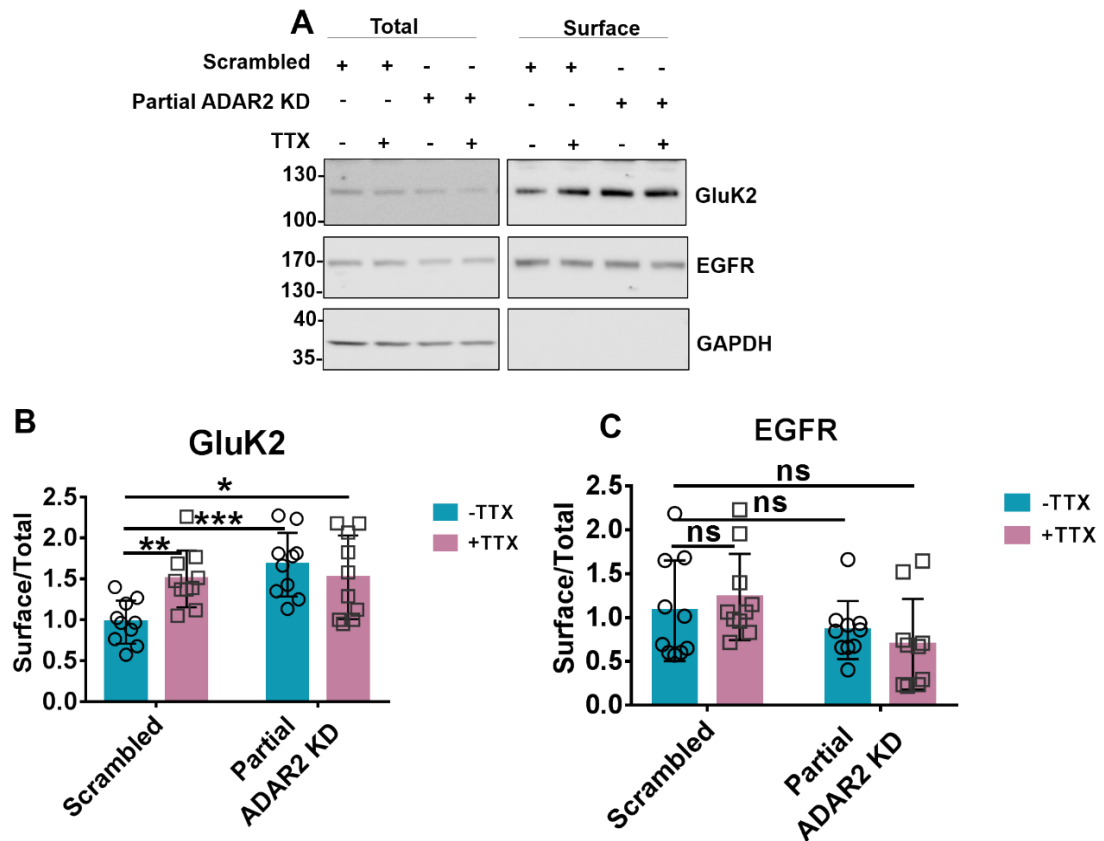 A
Total Surface
Scrambled + + - - + + - -
Partial ADAR2 KD - - + + - - + +
TTX - + - + - + - +
130
100
GluK2
170
130
EGFR
40
35
GAPDH
B
GluK2
*
***
**
Surface/Total
2.5
2.0
1.5
1.0
0.5
0.0
Scrambled
Partial
ADAR2 KD
-TTX
+TTX
C
EGFR
ns
ns
ns
Surface/Total
2.5
2.0
1.5
1.0
0.5
0.0
Scrambled
Partial
ADAR2 KD
-TTX
+TTX